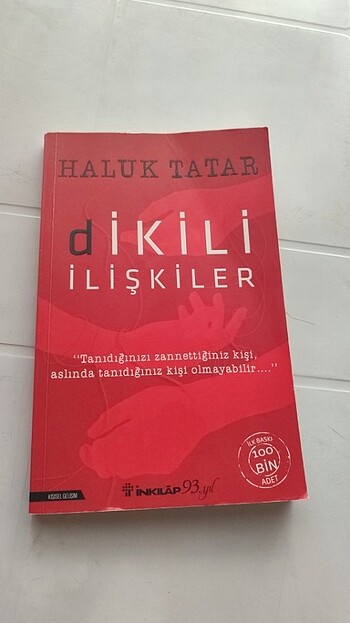 HALUK TATAR
dİKİLİ
İLİŞKİLER
"Tanıdığınızı zannettiğiniz kişi,
aslında tanıdığınız kişi olmayabilir...."
İLK BASKI
100
BİN
ADET
KİŞİSEL GELİŞİM
İNKILÂP 93.yıl